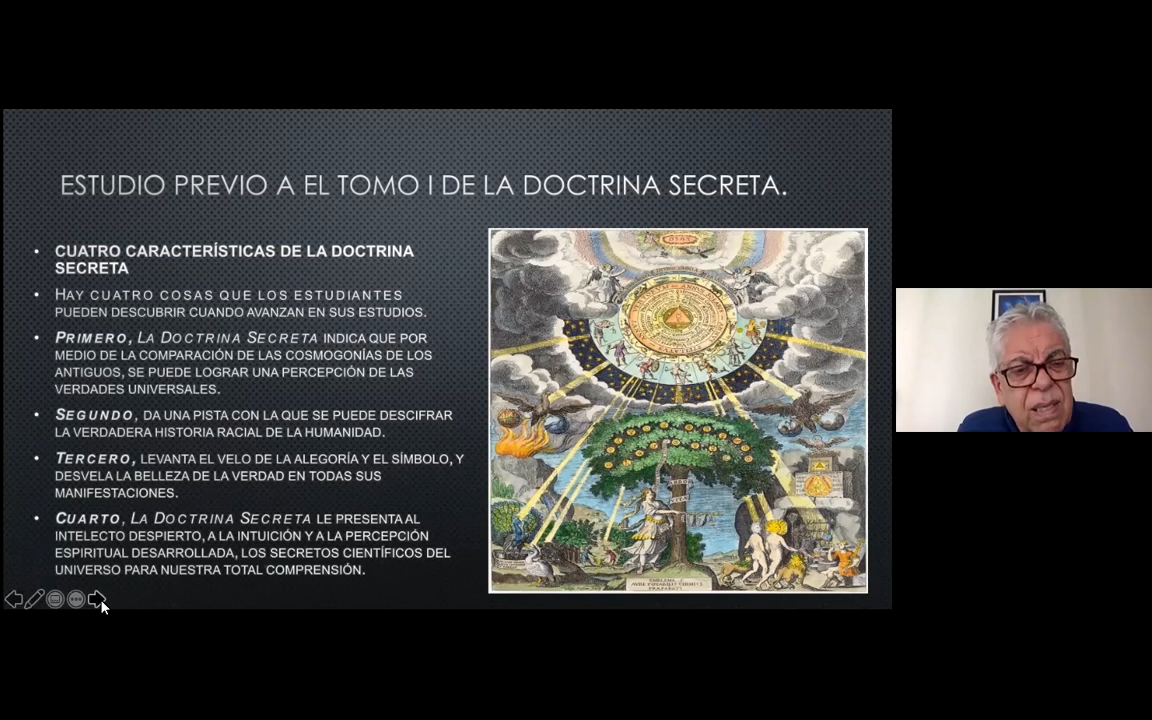 ESTUDIO PREVIO A EL TOMO I DE LA DOCTRINA SECRETA.
• CUATRO CARACTERÍSTICAS DE LA DOCTRINA
SECRETA
• HAY CUATRO COSAS QUE LOS ESTUDIANTES
PUEDEN DESCUBRIR CUANDO AVANZAN EN SUS ESTUDIOS.
• PRIMERO, LA DOCTRINA SECRETA INDICA QUE POR
MEDIO DE LA COMPARACIÓN DE LAS COSMOGONÍAS DE LOS
ANTIGUOS, SE PUEDE LOGRAR UNA PERCEPCIÓN DE LAS
VERDADES UNIVERSALES.
• SEGUNDO, DA UNA PISTA CON LA QUE SE PUEDE DESCIFRAR
LA VERDADERA HISTORIA RACIAL DE LA HUMANIDAD.
• TERCERO, LEVANTA EL VELO DE LA ALEGORÍA Y EL SÍMBOLO, Y
DESVELA LA BELLEZA DE LA VERDAD EN TODAS SUS
MANIFESTACIONES.
• CUARTO, LA DOCTRINA SECRETA LE PRESENTA AL
INTELECTO DESPIERTO, A LA INTUICIÓN Y A LA PERCEPCIÓN
ESPIRITUAL DESARROLLADA, LOS SECRETOS CIENTÍFICOS DEL
UNIVERSO PARA NUESTRA TOTAL COMPRENSIÓN.